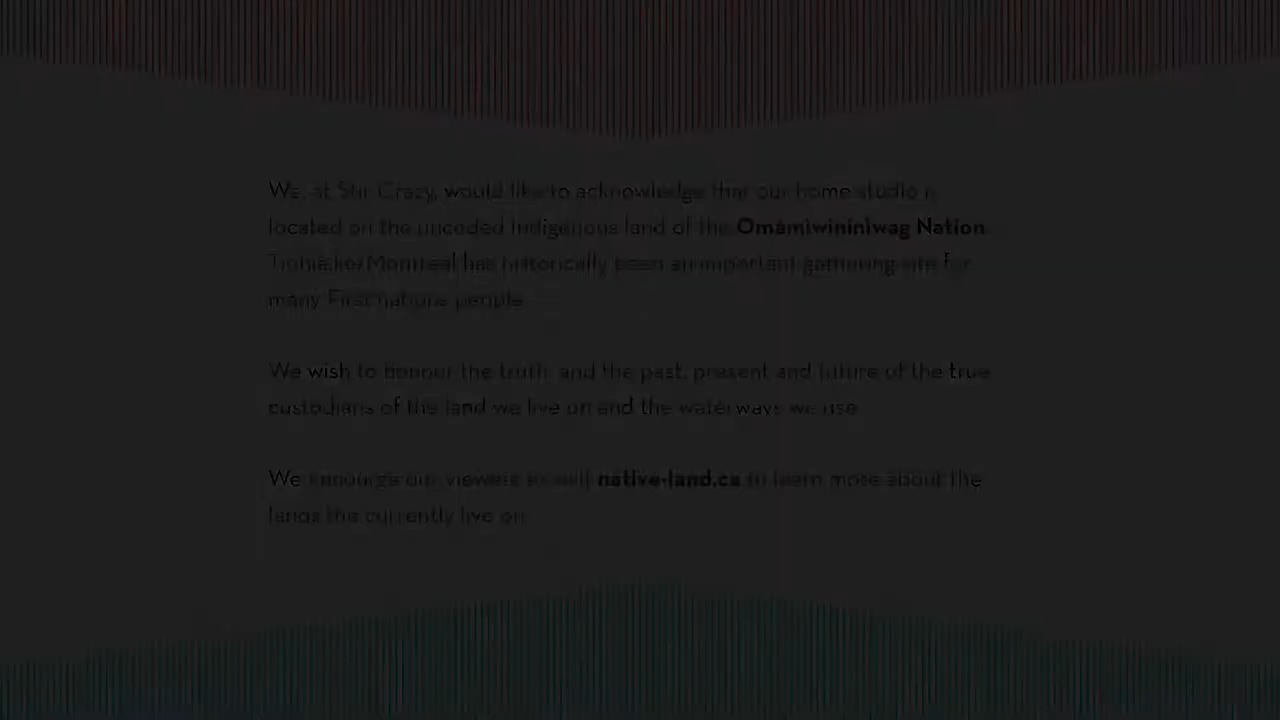 We, at Stir Crazy, would like to acknowledge that our home studio is
located on the unceded Indigenous land of the Omàmìwininìwag Nation.
Tiohtià:ke/Montreal has historically been an important gathering site for
many First nations people.
We wish to honour the truth, and the past, present and future of the true
custodians of the land we live on and the waterways we use.
We our viewers to visit native-land.ca to learn more about the
lands the currently live on.